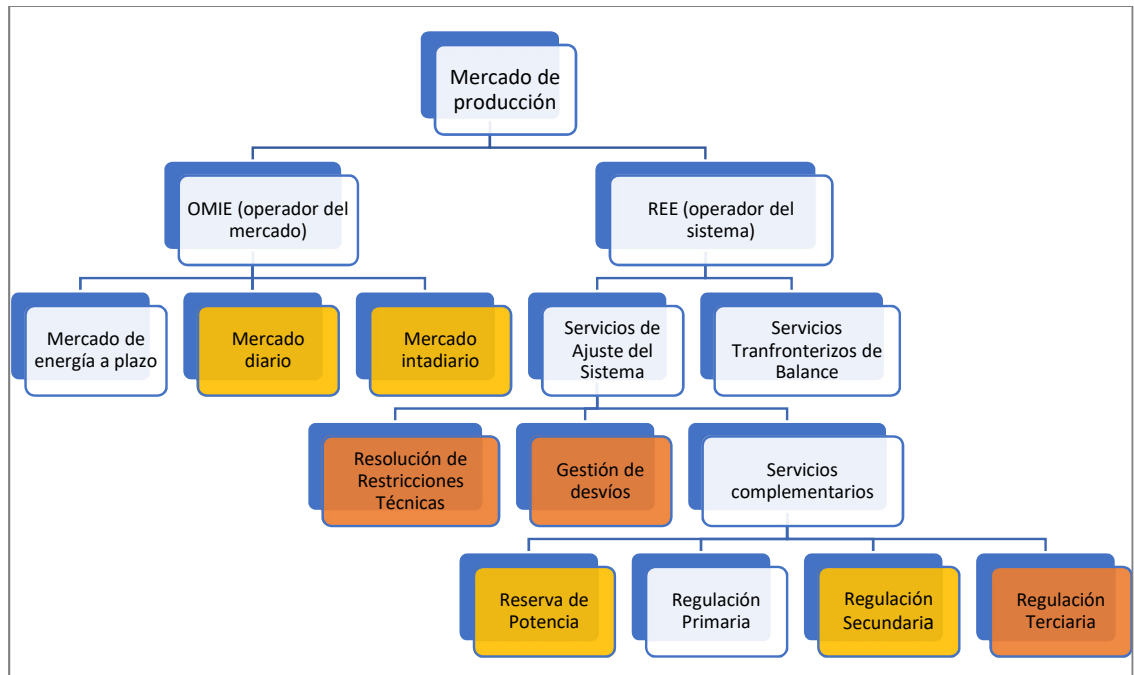 Mercado de
producción
OMIE (operador del
mercado)
REE (operador del
sistema)
Mercado de
energía a plazo
Mercado
diario
Mercado
intadiario
Servicios de
Ajuste del
Sistema
Servicios
Tranfronterizos de
Balance
Resolución de
Restricciones
Técnicas
Gestión de
desvíos
Servicios
complementarios
Reserva de
Potencia
Regulación
Primaria
Regulación
Secundaria
Regulación
Terciaria